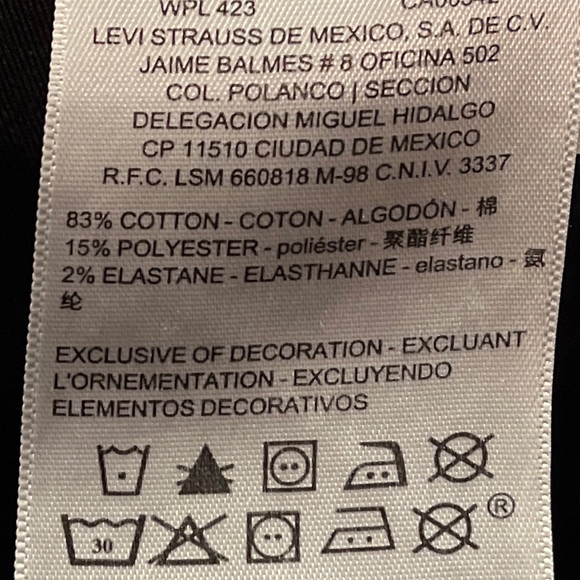 WPL 423
LEVI STRAUSS DE MEXICO, S.A. DE C.V.
JAIME BALMES # 8 OFICINA 502
COL. POLANCO | SECCION
DELEGACION MIGUEL HIDALGO
CP 11510 CIUDAD DE MEXICO
R.F.C. LSM 660818 M-98 C.N.I.V. 3337
83% COTTON - COTON - ALGODÓN - 棉
15% POLYESTER - poliéster - 聚酯纤维
2% ELASTANE - ELASTHANNE - elastano - 氨
纶
EXCLUSIVE OF DECORATION - EXCLUANT
L'ORNEMENTATION - EXCLUYENDO
ELEMENTOS DECORATIVOS
®
30